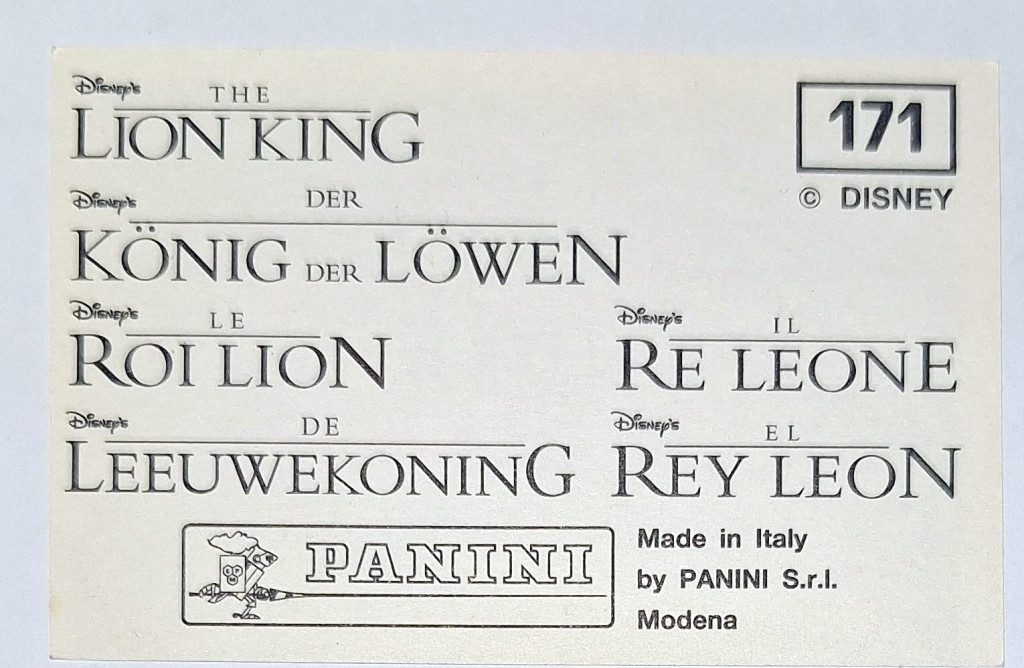 Disney's THE
LION KING
171
© DISNEY
Disney's DER
KÖNIG DER LÖWEN
Disney's LE
ROI LION
Disney's IL
RE LEONE
Disney's DE
LEEUWEKONING
Disney's EL
REY LEON
PANINI
Made in Italy
by PANINI S.r.l.
Modena